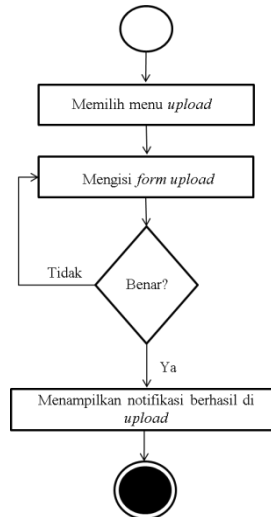 Memilih menu upload
Mengisi form upload
Tidak
Benar?
Ya
Menampilkan notifikasi berhasil di
upload